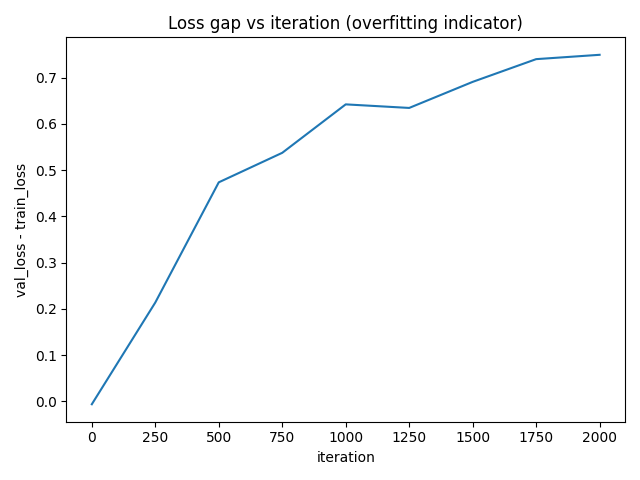 Loss gap vs iteration (overfitting indicator)
val_loss - train_loss
0.7
0.6
0.5
0.4
0.3
0.2
0.1
0.0
0 250 500 750 1000 1250 1500 1750 2000
iteration